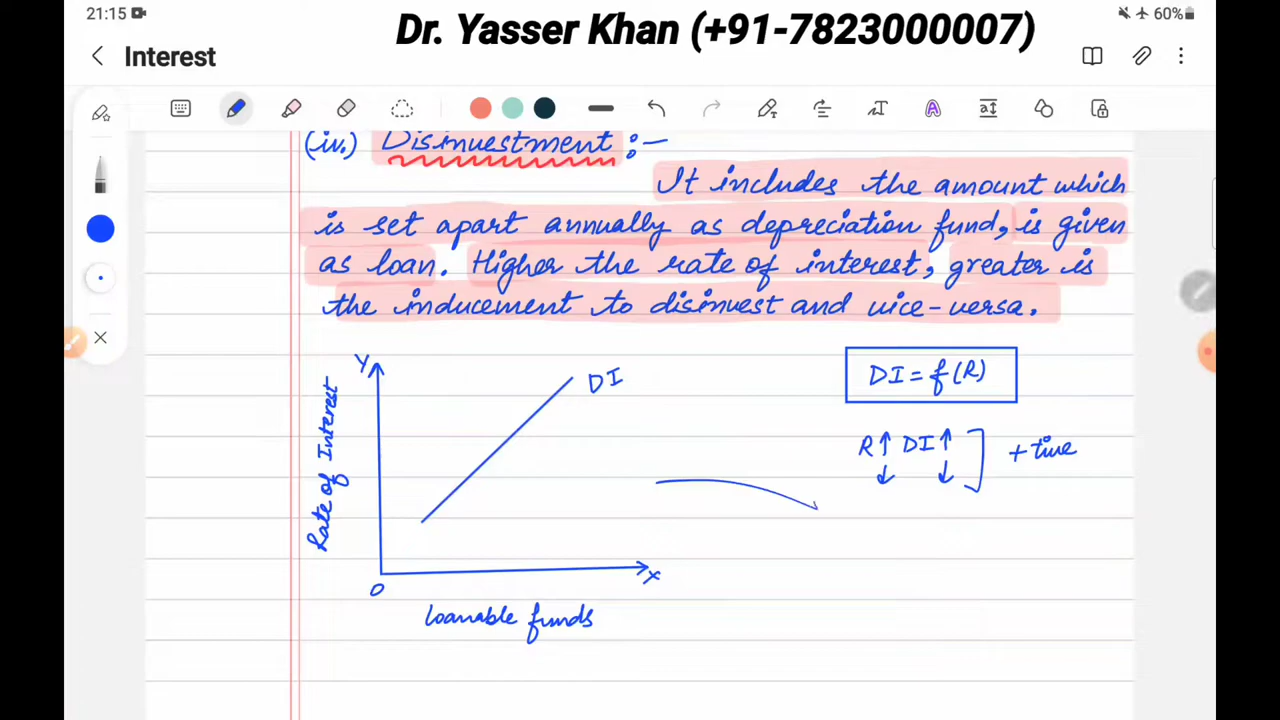 21:15
60%
Dr. Yasser Khan (+91-7823000007)
Interest
(iv.) Disinvestment :-
It includes the amount which
is set apart annually as depreciation fund, is given
as loan. Higher the rate of interest, greater is
the inducement to disinvest and vice-versa.
Y
DI
Rate of Interest
O
X
Loanable funds
DI = f(R)
R↑ DI↑ ] +tive
↓ ↓